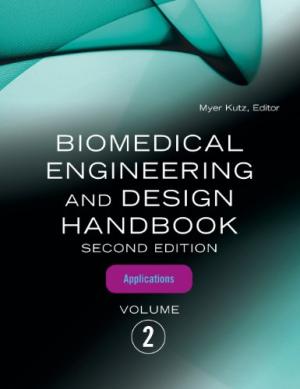 Myer Kutz, Editor
BIOMEDICAL
ENGINEERING
AND DESIGN
HANDBOOK
SECOND EDITION
Applications
VOLUME
2